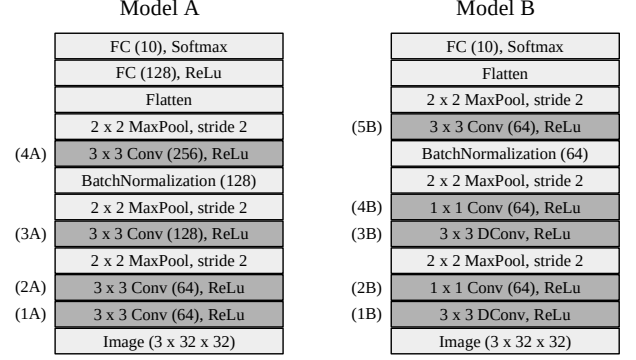 Model A
FC (10), Softmax
FC (128), ReLu
Flatten
2 x 2 MaxPool, stride 2
(4A) 3 x 3 Conv (256), ReLu
BatchNormalization (128)
2 x 2 MaxPool, stride 2
(3A) 3 x 3 Conv (128), ReLu
2 x 2 MaxPool, stride 2
(2A) 3 x 3 Conv (64), ReLu
(1A) 3 x 3 Conv (64), ReLu
Image (3 x 32 x 32)
Model B
FC (10), Softmax
Flatten
2 x 2 MaxPool, stride 2
(5B) 3 x 3 Conv (64), ReLu
BatchNormalization (64)
2 x 2 MaxPool, stride 2
(4B) 1 x 1 Conv (64), ReLu
(3B) 3 x 3 DConv, ReLu
2 x 2 MaxPool, stride 2
(2B) 1 x 1 Conv (64), ReLu
(1B) 3 x 3 DConv, ReLu
Image (3 x 32 x 32)